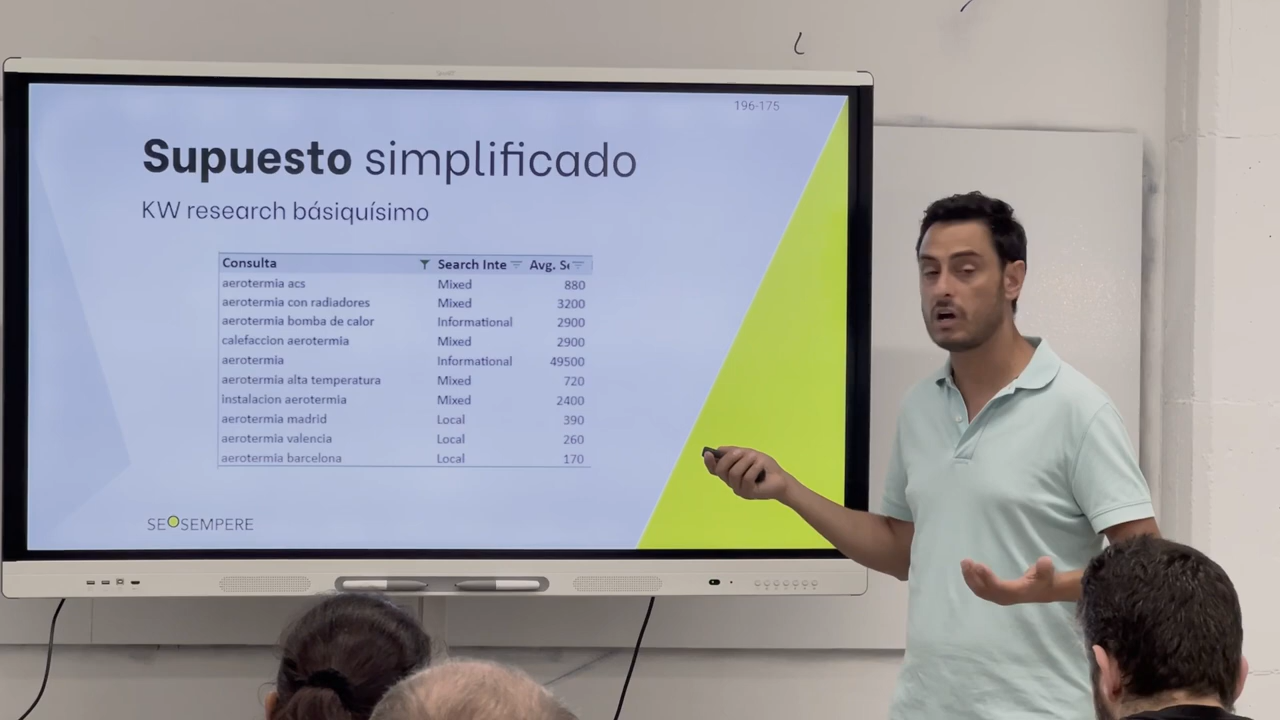 196-175
Supuesto simplificado
KW research básiquísimo
Consulta Search Inte Avg. Se
aerotermia acs Mixed 880
aerotermia con radiadores Mixed 3200
aerotermia bomba de calor Informational 2900
calefaccion aerotermia Mixed 2900
aerotermia Informational 49500
aerotermia alta temperatura Mixed 720
instalacion aerotermia Mixed 2400
aerotermia madrid Local 390
aerotermia valencia Local 260
aerotermia barcelona Local 170
SEOSEMPERE